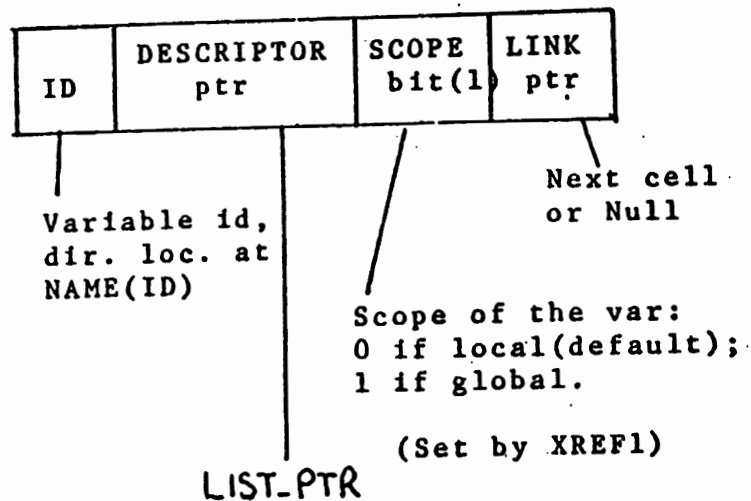 ID
DESCRIPTOR
ptr
SCOPE
bit(1)
LINK
ptr
Variable id,
dir. loc. at
NAME(ID)
Next cell
or Null
Scope of the var:
0 if local(default);
1 if global.
(Set by XREF1)
LIST_PTR